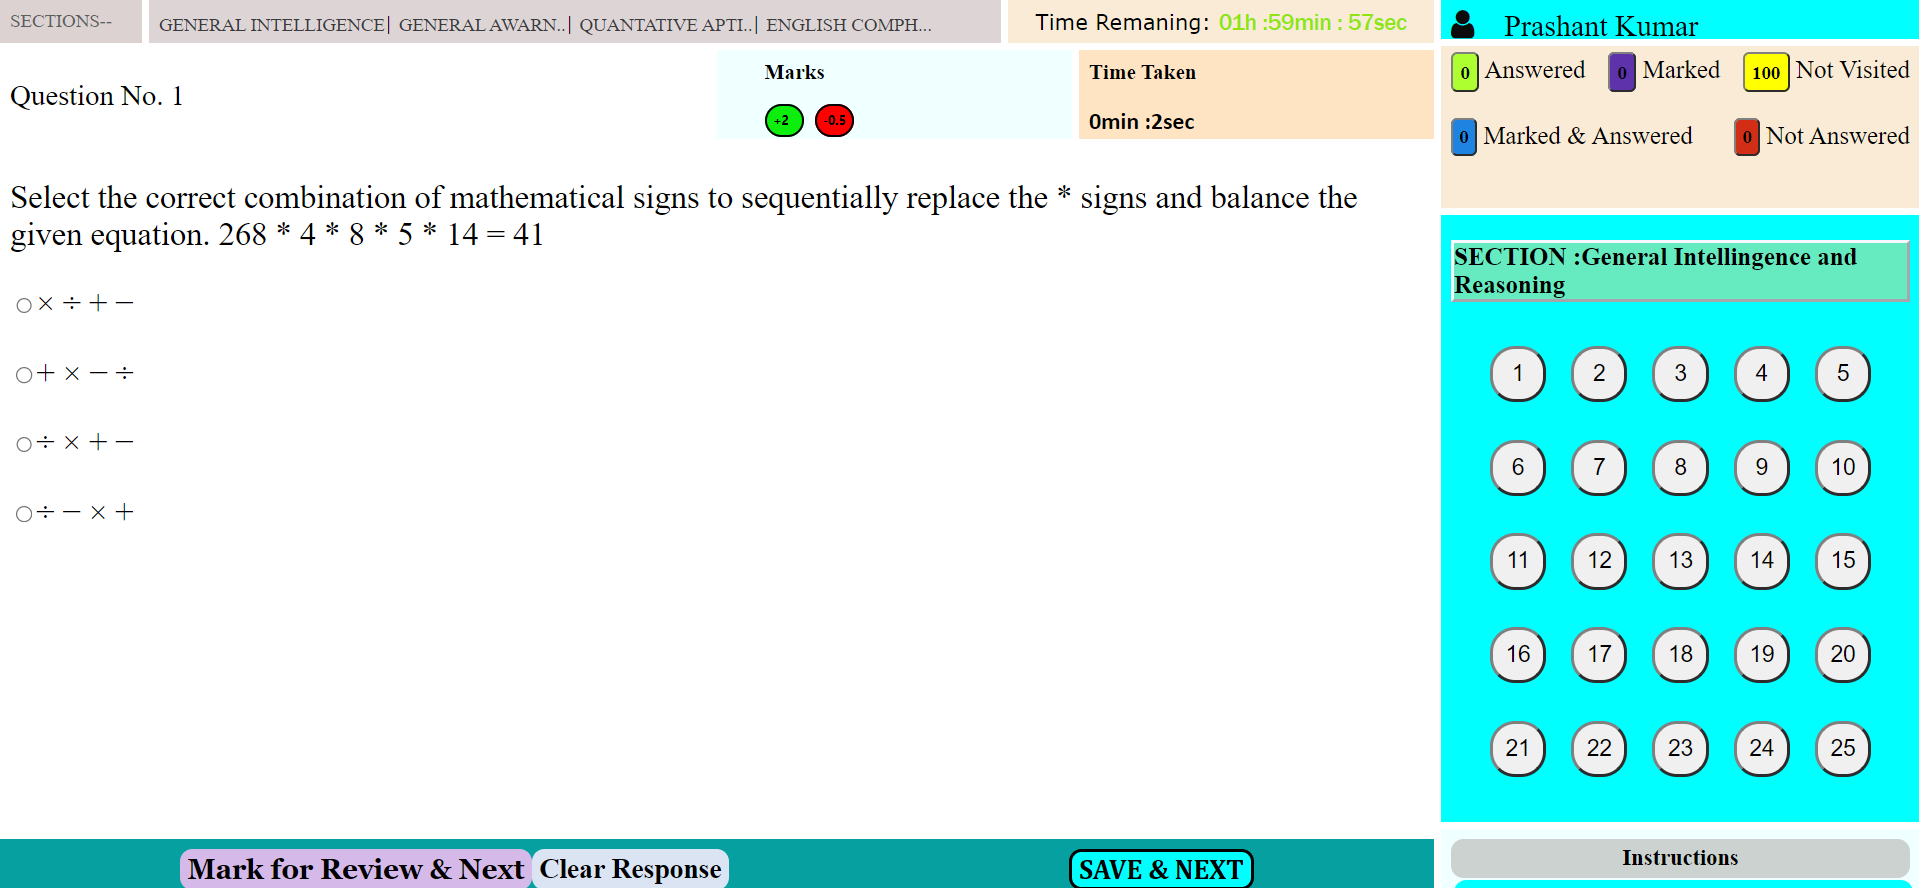 SECTIONS--
GENERAL INTELLIGENCE| GENERAL AWARN..| QUANTATIVE APTI..| ENGLISH COMPH...
Time Remaning: 01h :59min : 57sec
Prashant Kumar
Question No. 1
Marks
+2 -0.5
Time Taken
0min :2sec
0 Answered 0 Marked 100 Not Visited
0 Marked & Answered 0 Not Answered
Select the correct combination of mathematical signs to sequentially replace the * signs and balance the
given equation. 268 * 4 * 8 * 5 * 14 = 41
× ÷ + −
+ × − ÷
÷ × + −
÷ − × +
SECTION :General Intellingence and
Reasoning
1 2 3 4 5
6 7 8 9 10
11 12 13 14 15
16 17 18 19 20
21 22 23 24 25
Mark for Review & Next Clear Response SAVE & NEXT
Instructions